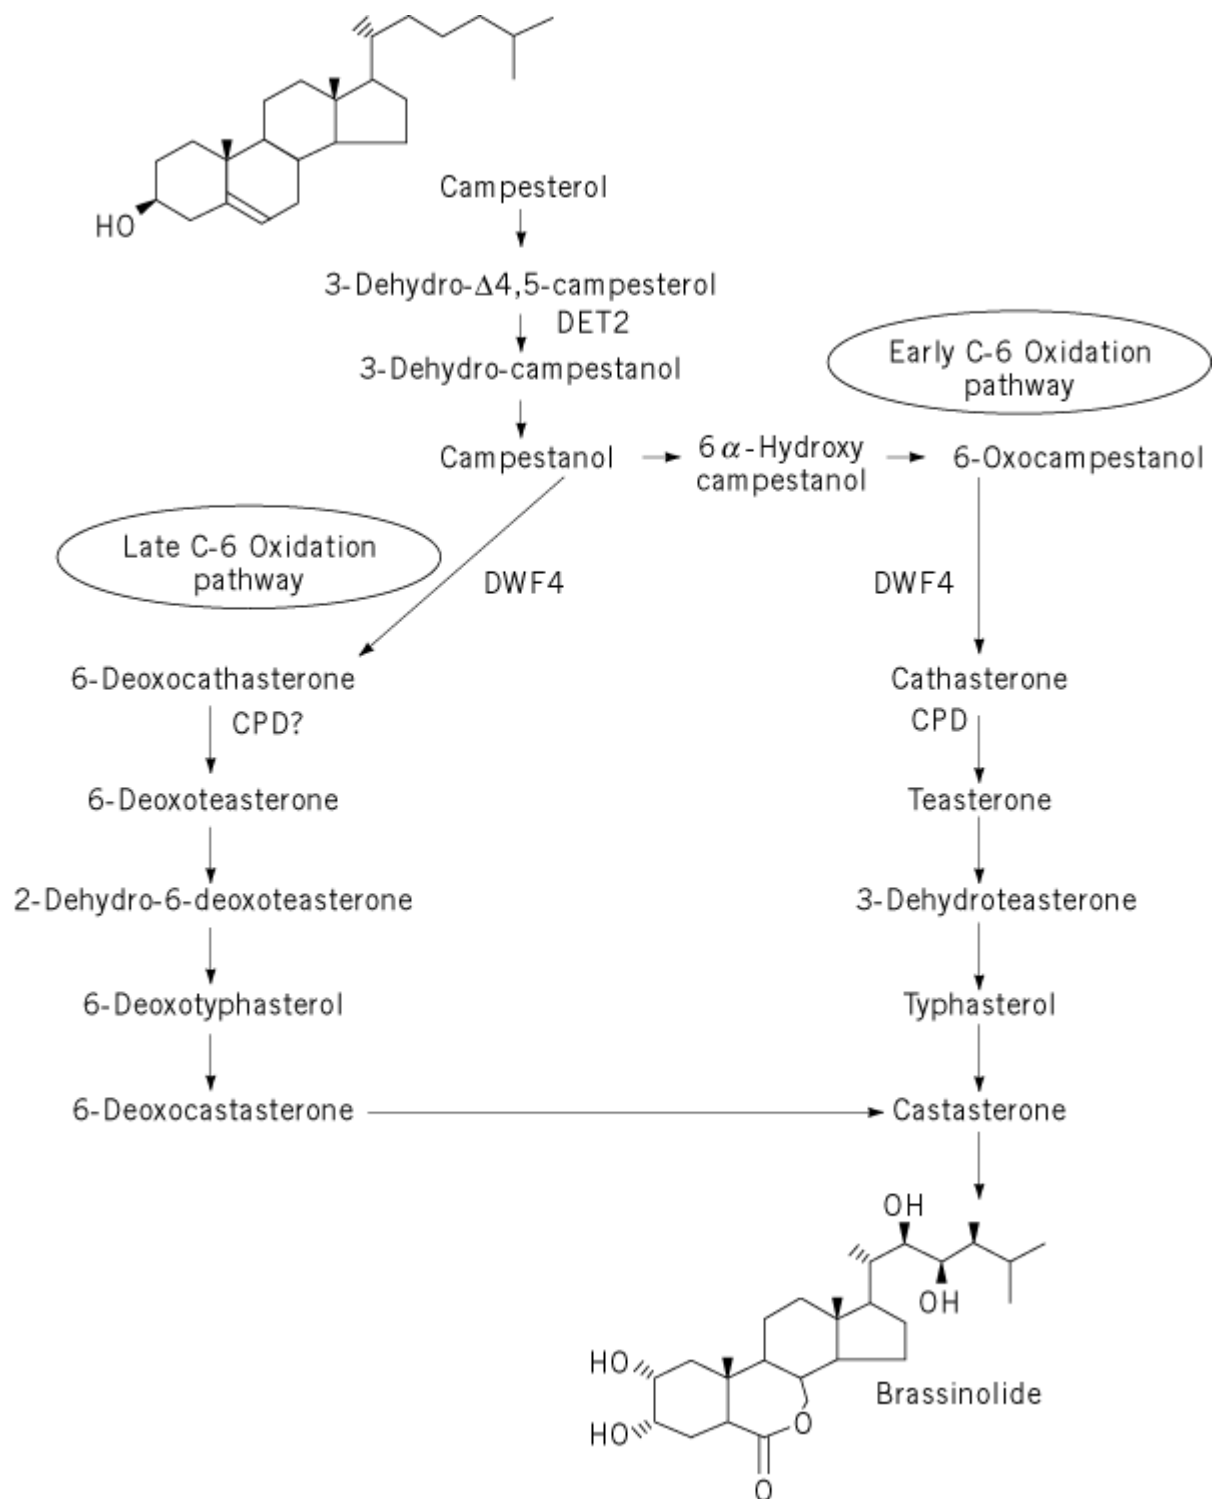 HO
Campesterol
3-Dehydro-Δ4,5-campesterol
DET2
3-Dehydro-campestanol
Early C-6 Oxidation
pathway
Campestanol
6α-Hydroxy
campestanol
6-Oxocampestanol
Late C-6 Oxidation
pathway
DWF4
DWF4
6-Deoxocathasterone
Cathasterone
CPD?
CPD
6-Deoxoteasterone
Teasterone
2-Dehydro-6-deoxoteasterone
3-Dehydroteasterone
6-Deoxotyphasterol
Typhasterol
6-Deoxocastasterone
Castasterone
OH
OH
HO
Brassinolide
HO
O
O